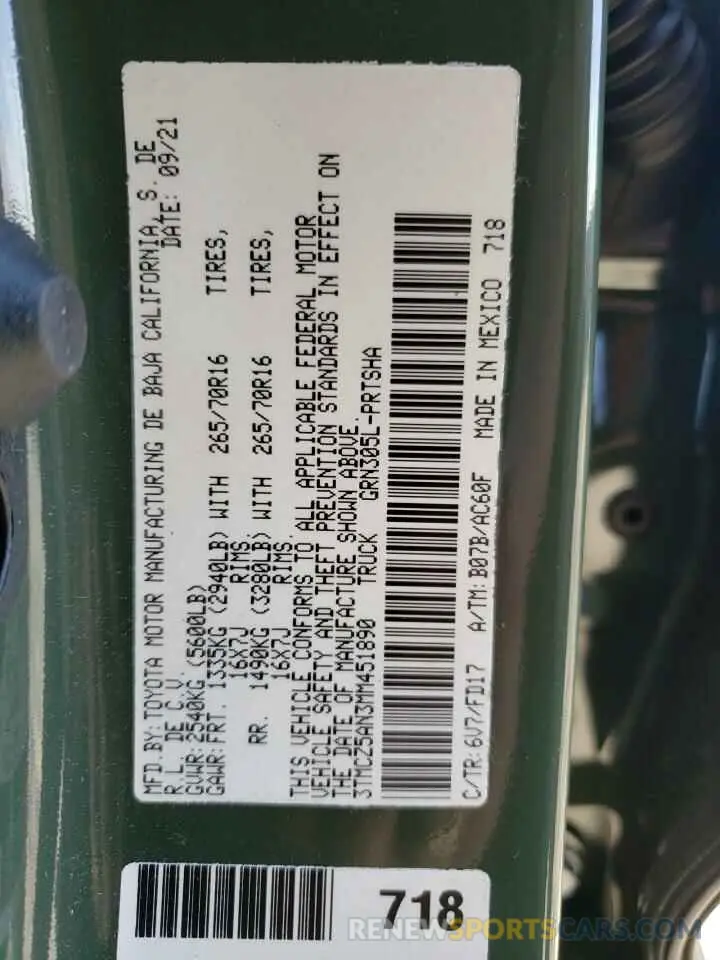 MFD.BY:TOYOTA MOTOR MANUFACTURING DE BAJA CALIFORNIA, S. DE
R L. DE C.V. DATE: 09/21
GVWR:2540KG (5600LB)
GAWR:FRT. 1335KG (2940LB) WITH 265/70R16 TIRES,
16X7J RIMS,
RR. 1490KG (3280LB) WITH 265/70R16 TIRES,
16X7J RIMS.
THIS VEHICLE CONFORMS TO ALL APPLICABLE FEDERAL MOTOR
VEHICLE SAFETY AND THEFT PREVENTION STANDARDS IN EFFECT ON
THE DATE OF MANUFACTURE SHOWN ABOVE.
3TMCZ5AN3MM451890 TRUCK GRN305L-PRTSHA
C/TR:6V7/FD17 A/TM:B07B/AC60F MADE IN MEXICO 718
718
RENEWSPORTSCARS.COM